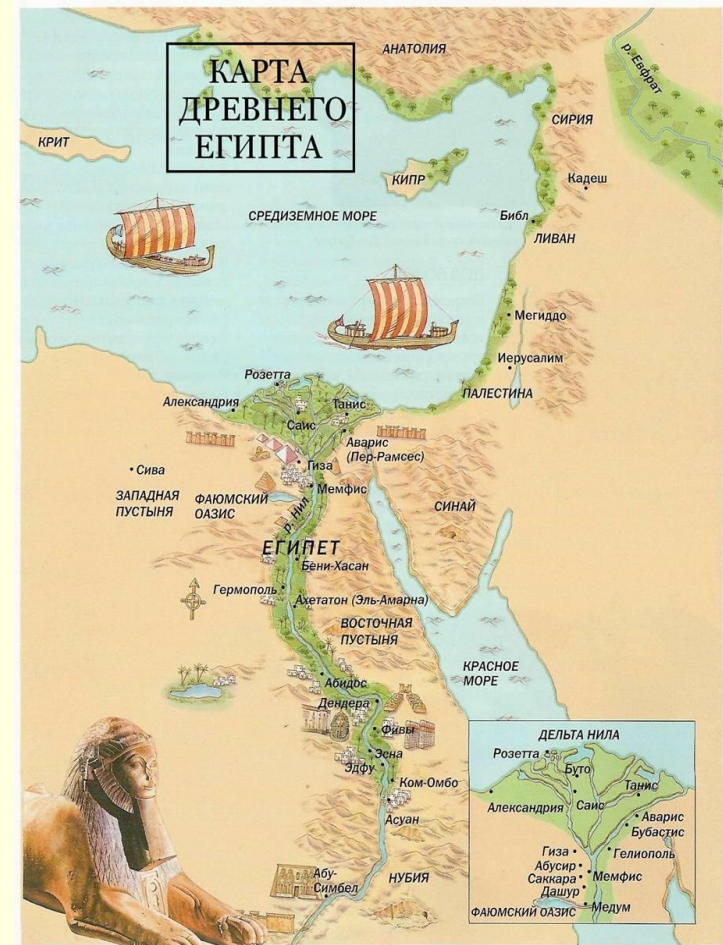 КАРТА
ДРЕВНЕГО
ЕГИПТА
АНАТОЛИЯ
р. Евфрат
КРИТ
СИРИЯ
КИПР
Кадеш
СРЕДИЗЕМНОЕ МОРЕ
Библ
ЛИВАН
Мегиддо
Иерусалим
ПАЛЕСТИНА
Розетта
Александрия
Танис
Саис
Аварис
(Пер-Рамсес)
Гиза
Сива
Мемфис
ЗАПАДНАЯ
ПУСТЫНЯ
ФАЮМСКИЙ
ОАЗИС
р. Нил
СИНАЙ
ЕГИПЕТ
Бени-Хасан
Гермополь
Ахетатон (Эль-Амарна)
ВОСТОЧНАЯ
ПУСТЫНЯ
КРАСНОЕ
МОРЕ
Абидос
Дендера
Фивы
Эсна
Эдфу
Ком-Омбо
Асуан
Абу-
Симбел
НУБИЯ
ДЕЛЬТА НИЛА
Розетта
Буто
Танис
Александрия
Саис
Аварис
Бубастис
Гиза
Гелиополь
Абусир
Саккара
Мемфис
Дашур
ФАЮМСКИЙ ОАЗИС
Медум